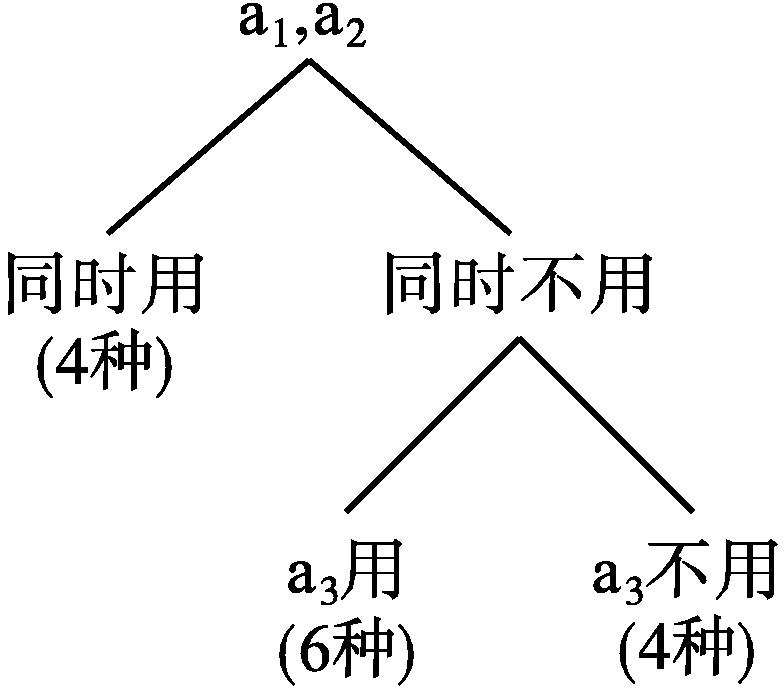 a₁,a₂
同时用 同时不用
(4种)
a₃用 a₃不用
(6种) (4种)